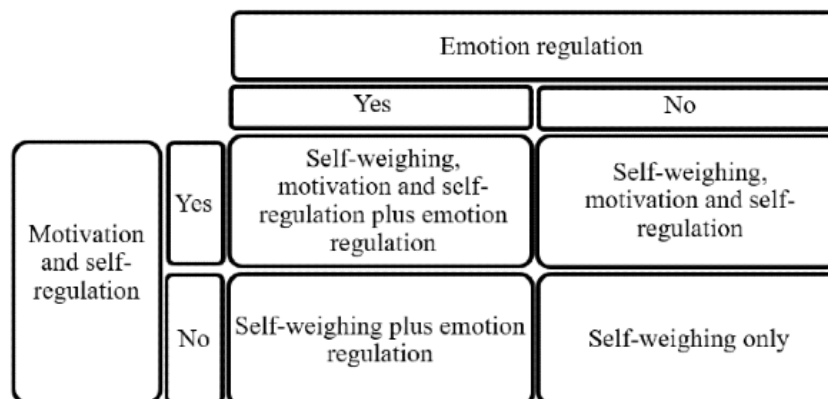 Emotion regulation
Yes
No
Motivation
and self-
regulation
Yes
Self-weighing,
motivation and self-
regulation plus emotion
regulation
Self-weighing,
motivation and self-
regulation
No
Self-weighing plus emotion
regulation
Self-weighing only